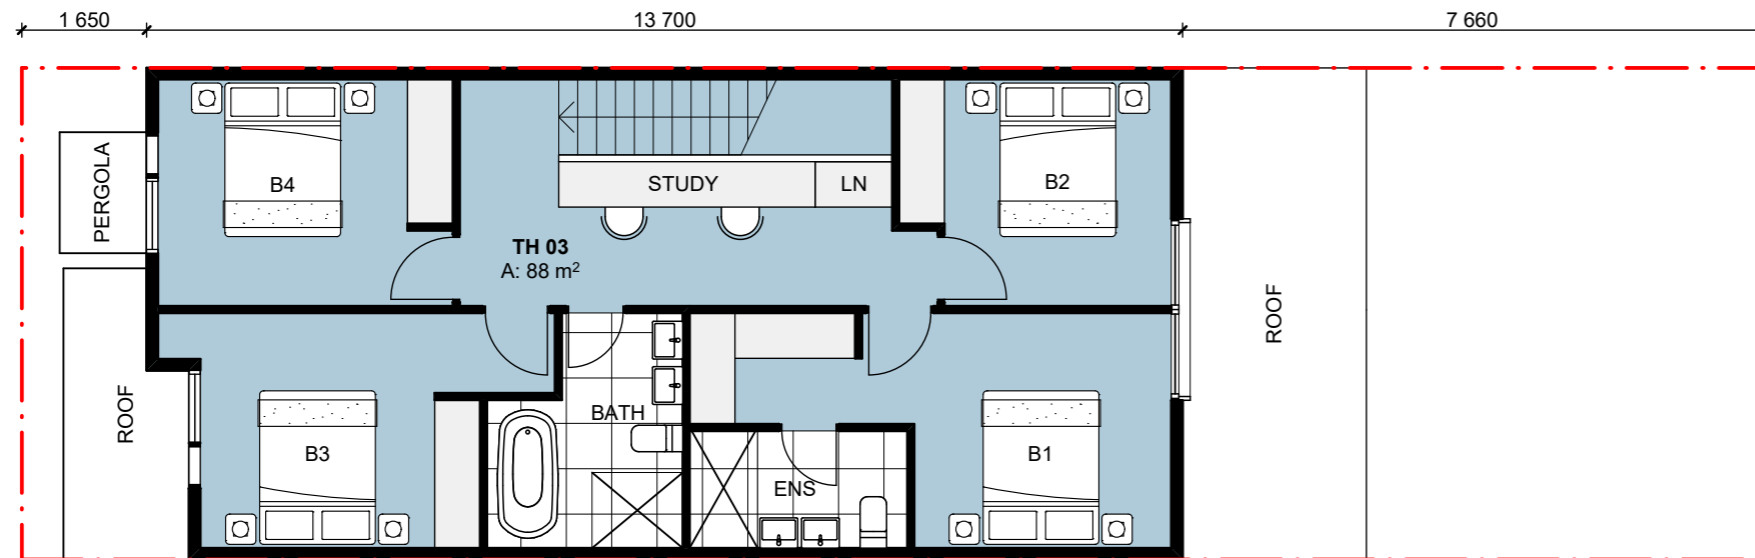 1 650
13 700
7 660
PERGOLA
B4
STUDY
LN
B2
TH 03
A: 88 m²
ROOF
ROOF
BATH
B3
B1
ENS